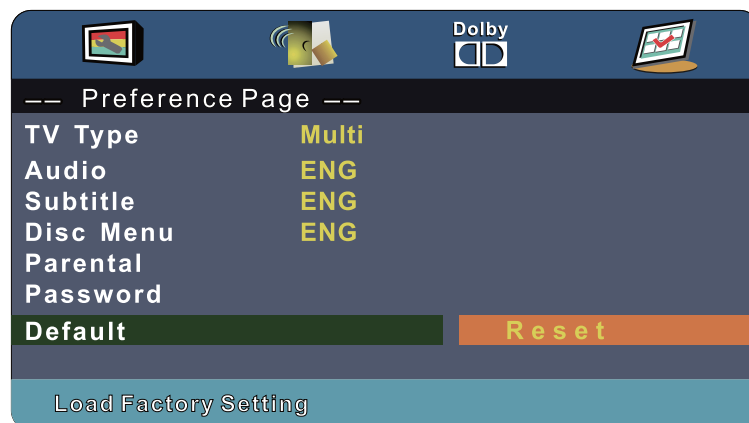 Dolby
-- Preference Page --
TV Type Multi
Audio ENG
Subtitle ENG
Disc Menu ENG
Parental
Password
Default Reset
Load Factory Setting